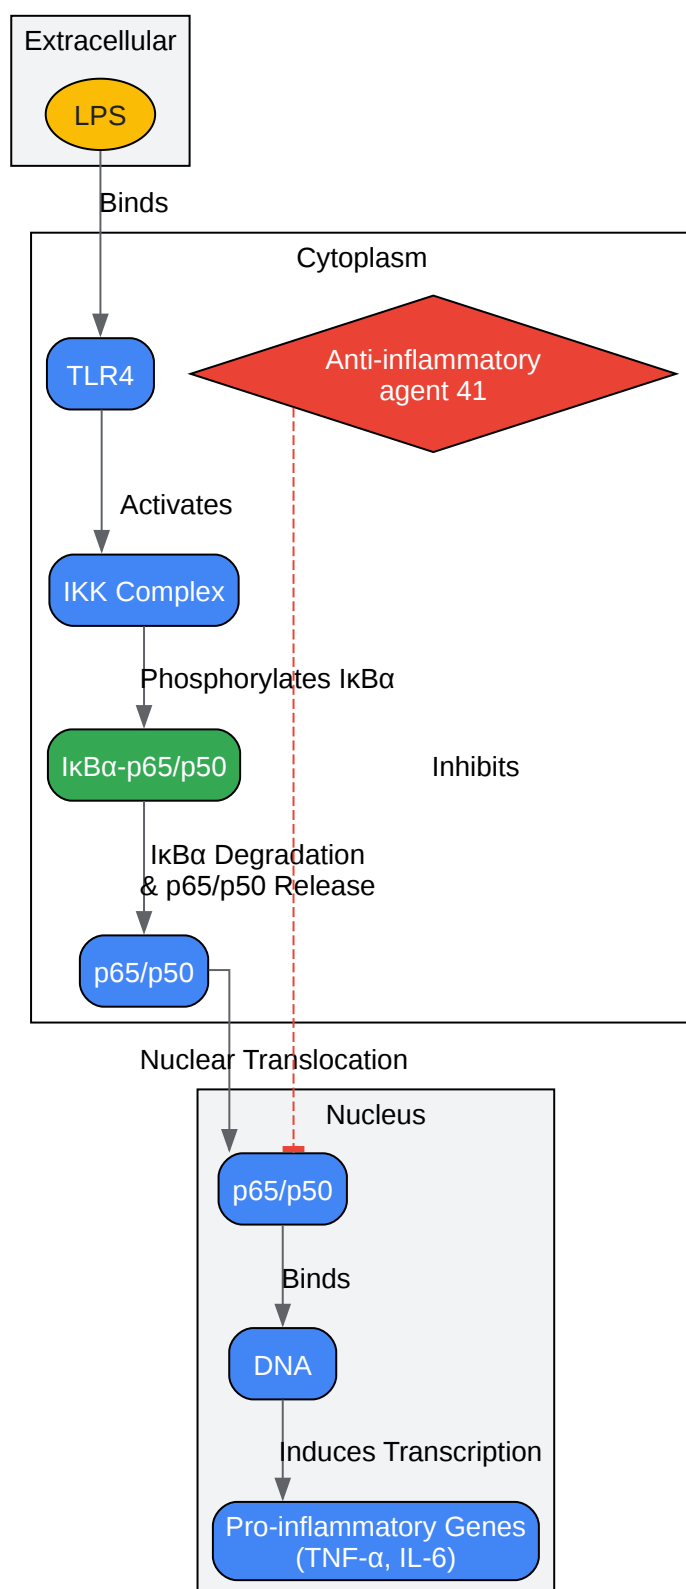 Extracellular
LPS
Binds
Cytoplasm
Anti-inflammatory
agent 41
TLR4
Activates
IKK Complex
Phosphorylates IκBα
IκBα-p65/p50
Inhibits
IκBα Degradation
& p65/p50 Release
p65/p50
Nuclear Translocation
Nucleus
p65/p50
Binds
DNA
Induces Transcription
Pro-inflammatory Genes
(TNF-α, IL-6)